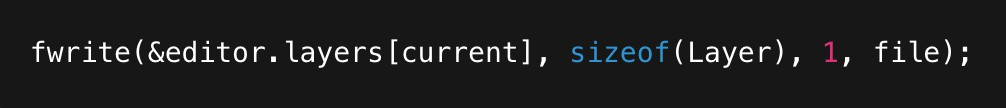 fwrite(&editor.layers[current], sizeof(Layer), 1, file);